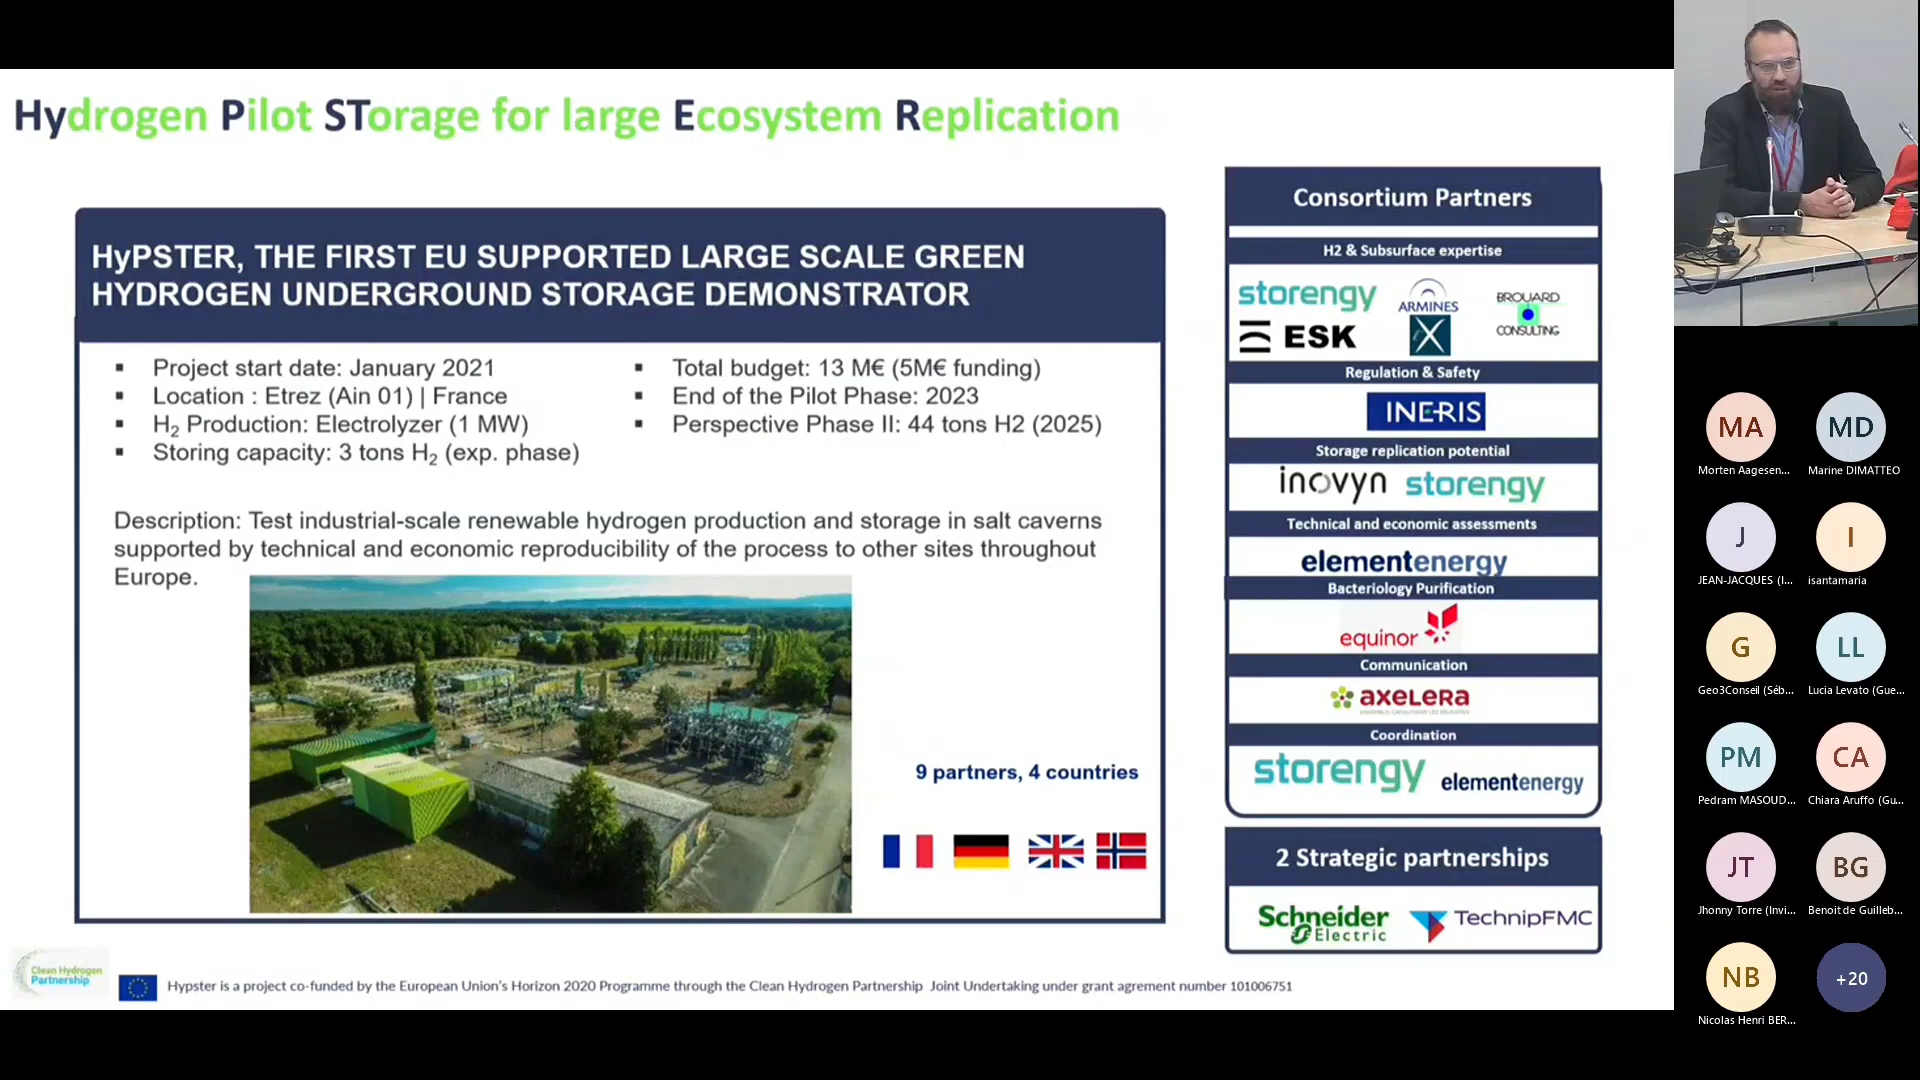 Hydrogen Pilot STorage for large Ecosystem Replication
HyPSTER, THE FIRST EU SUPPORTED LARGE SCALE GREEN
HYDROGEN UNDERGROUND STORAGE DEMONSTRATOR
▪ Project start date: January 2021
▪ Location : Etrez (Ain 01) | France
▪ H₂ Production: Electrolyzer (1 MW)
▪ Storing capacity: 3 tons H₂ (exp. phase)
▪ Total budget: 13 M€ (5M€ funding)
▪ End of the Pilot Phase: 2023
▪ Perspective Phase II: 44 tons H2 (2025)
Description: Test industrial-scale renewable hydrogen production and storage in salt caverns
supported by technical and economic reproducibility of the process to other sites throughout
Europe.
9 partners, 4 countries
Consortium Partners
H2 & Subsurface expertise
storengy
ARMINES
BROUARD
CONSULTING
ESK
X
Regulation & Safety
INERIS
Storage replication potential
inovyn storengy
Technical and economic assessments
elementenergy
Bacteriology Purification
equinor
Communication
axelera
Coordination
storengy elementenergy
2 Strategic partnerships
Schneider
Electric
TechnipFMC
Clean Hydrogen
Partnership
Hypster is a project co-funded by the European Union's Horizon 2020 Programme through the Clean Hydrogen Partnership Joint Undertaking under grant agrement number 101006751
MA MD
Morten Aagesen... Marine DIMATTEO
J I
JEAN-JACQUES (I... isantamaria
G LL
Geo3Conseil (Séb... Lucia Levato (Gue...
PM CA
Pedram MASOUD... Chiara Aruffo (Gu...
JT BG
Jhonny Torre (Invi... Benoit de Guilleb...
NB +20
Nicolas Henri BER...